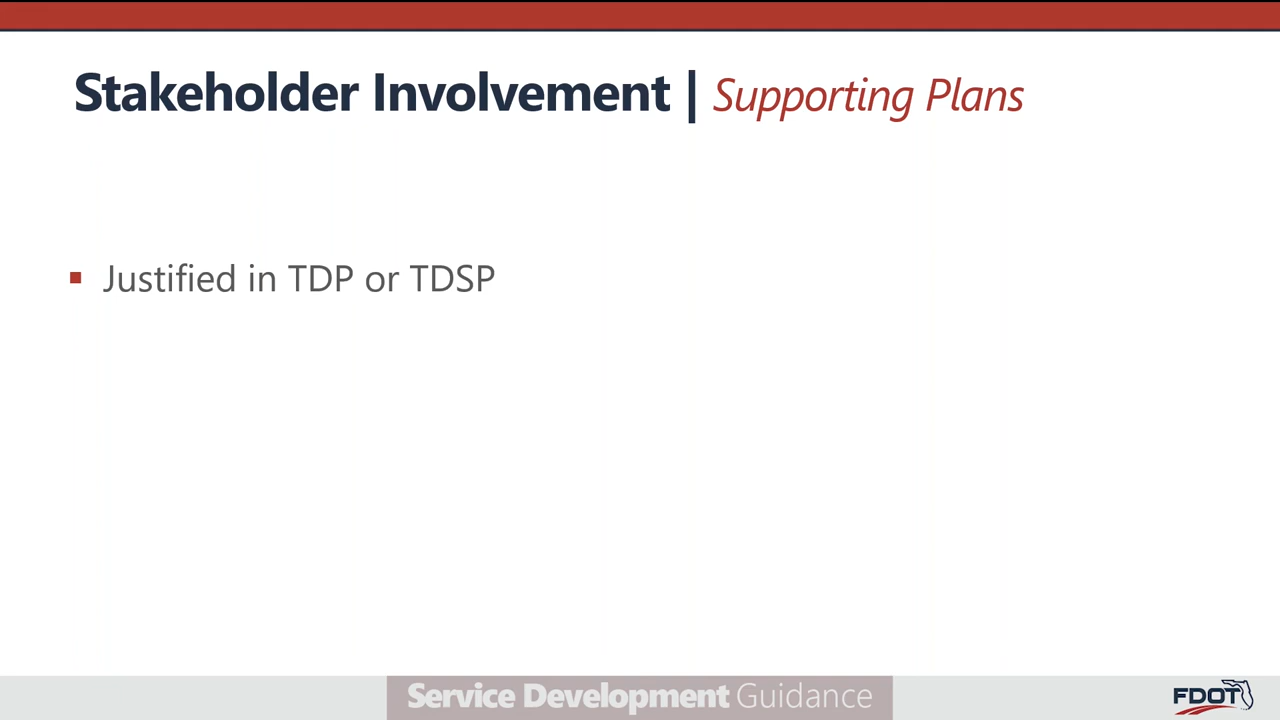 Stakeholder Involvement | Supporting Plans
Justified in TDP or TDSP
Service Development Guidance
FDOT